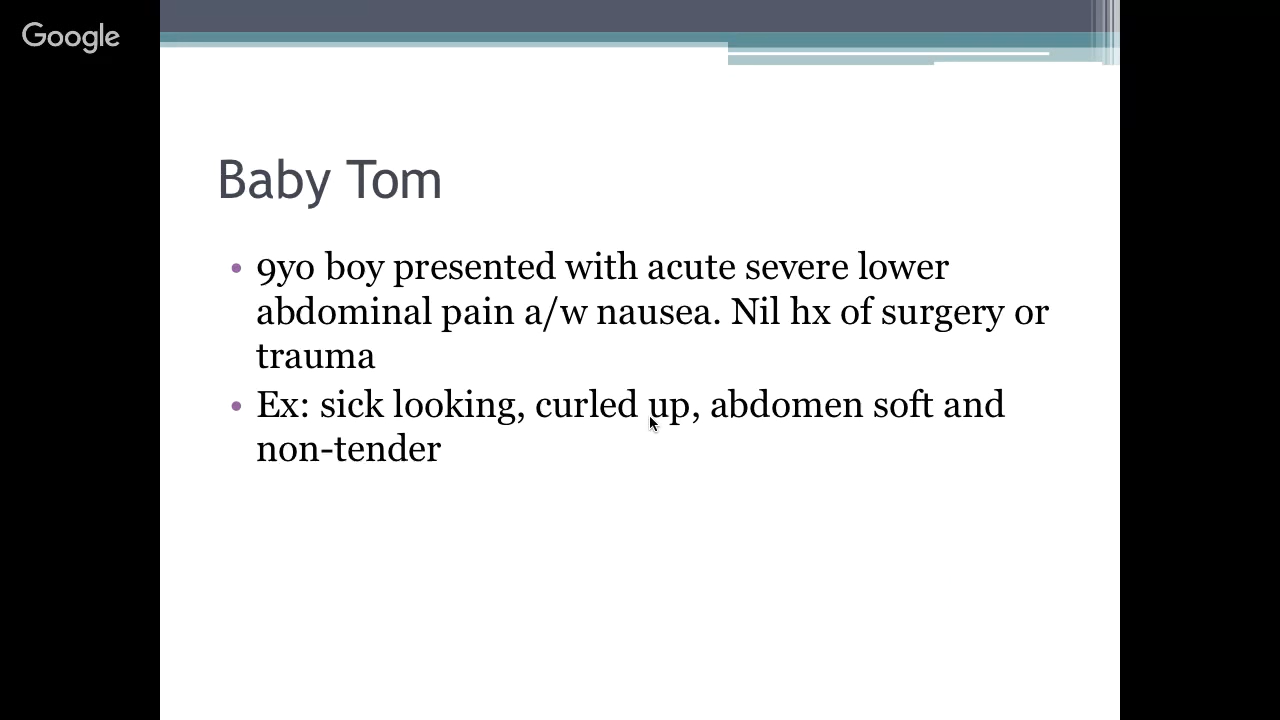 Google
Baby Tom
• 9yo boy presented with acute severe lower
abdominal pain a/w nausea. Nil hx of surgery or
trauma
• Ex: sick looking, curled up, abdomen soft and
non-tender